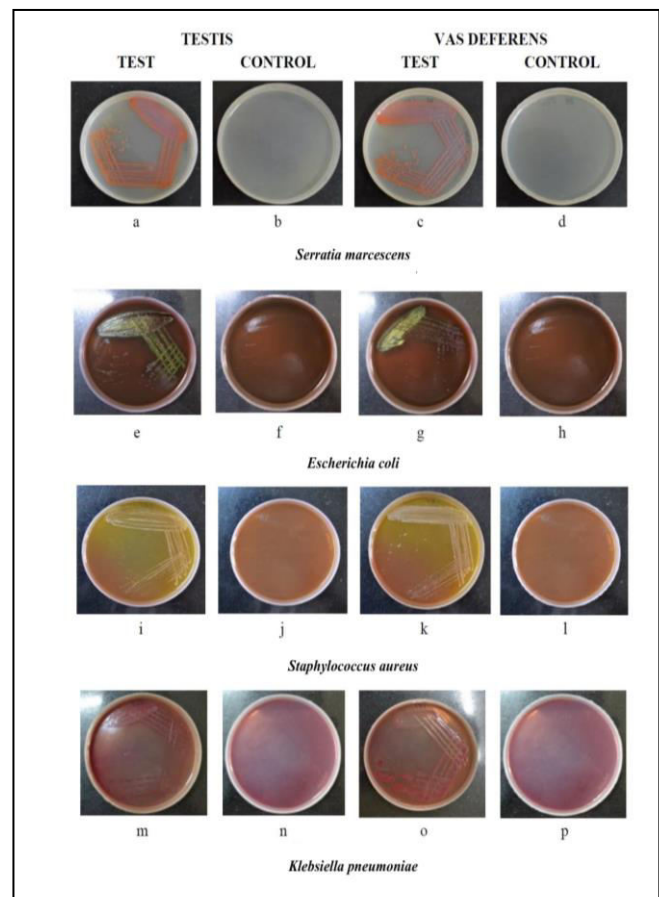 TESTIS VAS DEFERENS
TEST CONTROL TEST CONTROL
a b c d
Serratia marcescens
e f g h
Escherichia coli
i j k l
Staphylococcus aureus
m n o p
Klebsiella pneumoniae